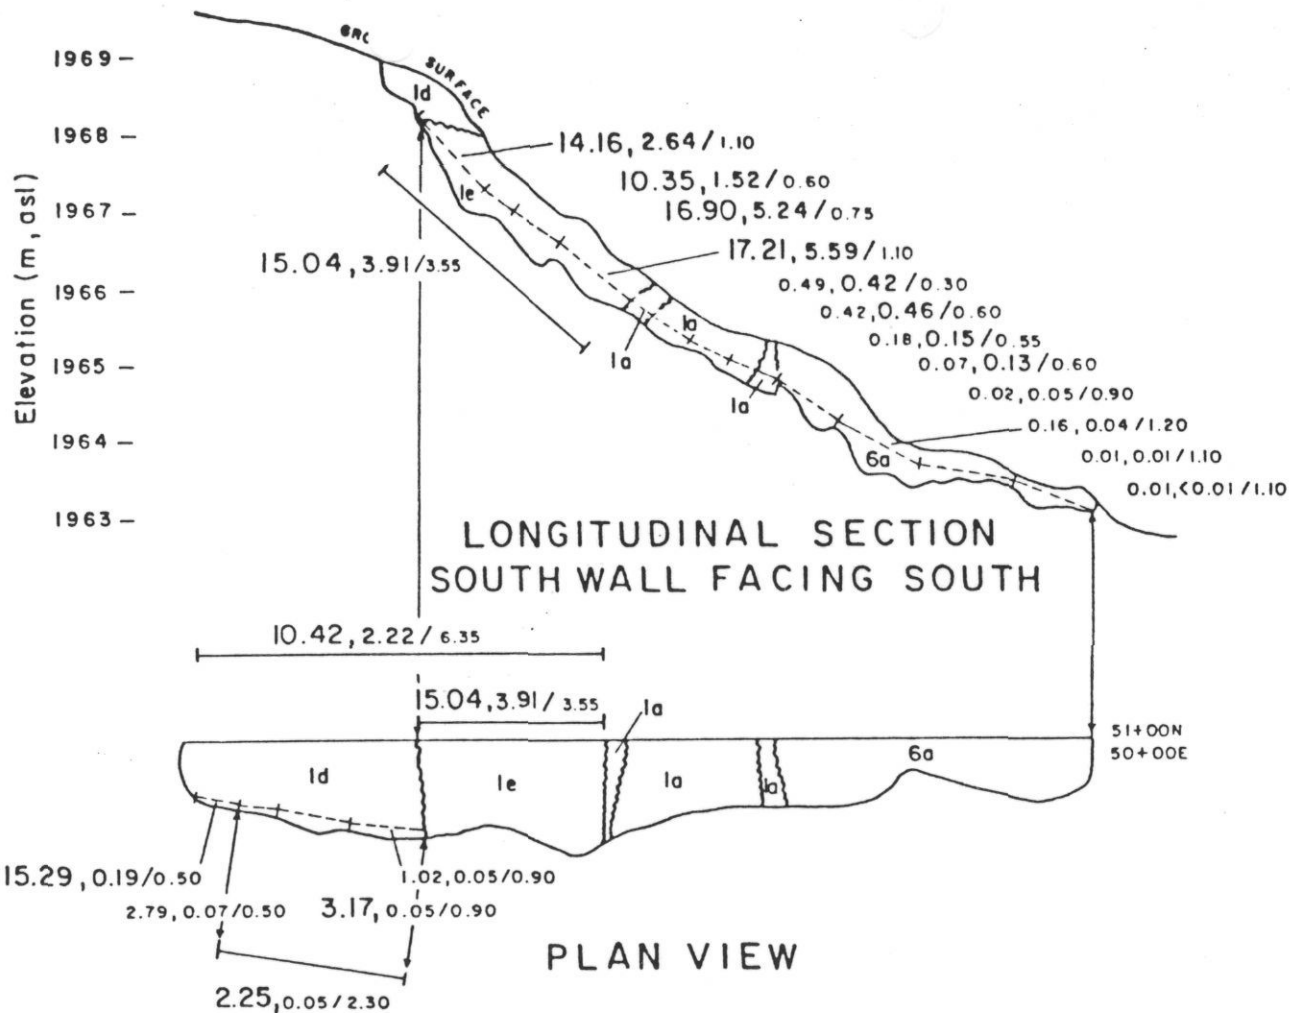 GRL SURFACE
1969 –
1968 –
1967 –
1966 –
1965 –
1964 –
1963 –
Elevation (m, asl)
1d
1e
1a
1a
1a
6a
14.16, 2.64/1.10
10.35, 1.52/0.60
16.90, 5.24/0.75
17.21, 5.59/1.10
15.04, 3.91/3.55
0.49, 0.42/0.30
0.42, 0.46/0.60
0.18, 0.15/0.55
0.07, 0.13/0.60
0.02, 0.05/0.90
0.16, 0.04/1.20
0.01, 0.01/1.10
0.01, <0.01/1.10
LONGITUDINAL SECTION
SOUTH WALL FACING SOUTH
10.42, 2.22/6.35
15.04, 3.91/3.55
1a
51+00N
50+00E
1d
1e
1a
1a
6a
15.29, 0.19/0.50
1.02, 0.05/0.90
2.79, 0.07/0.50
3.17, 0.05/0.90
2.25, 0.05/2.30
PLAN VIEW